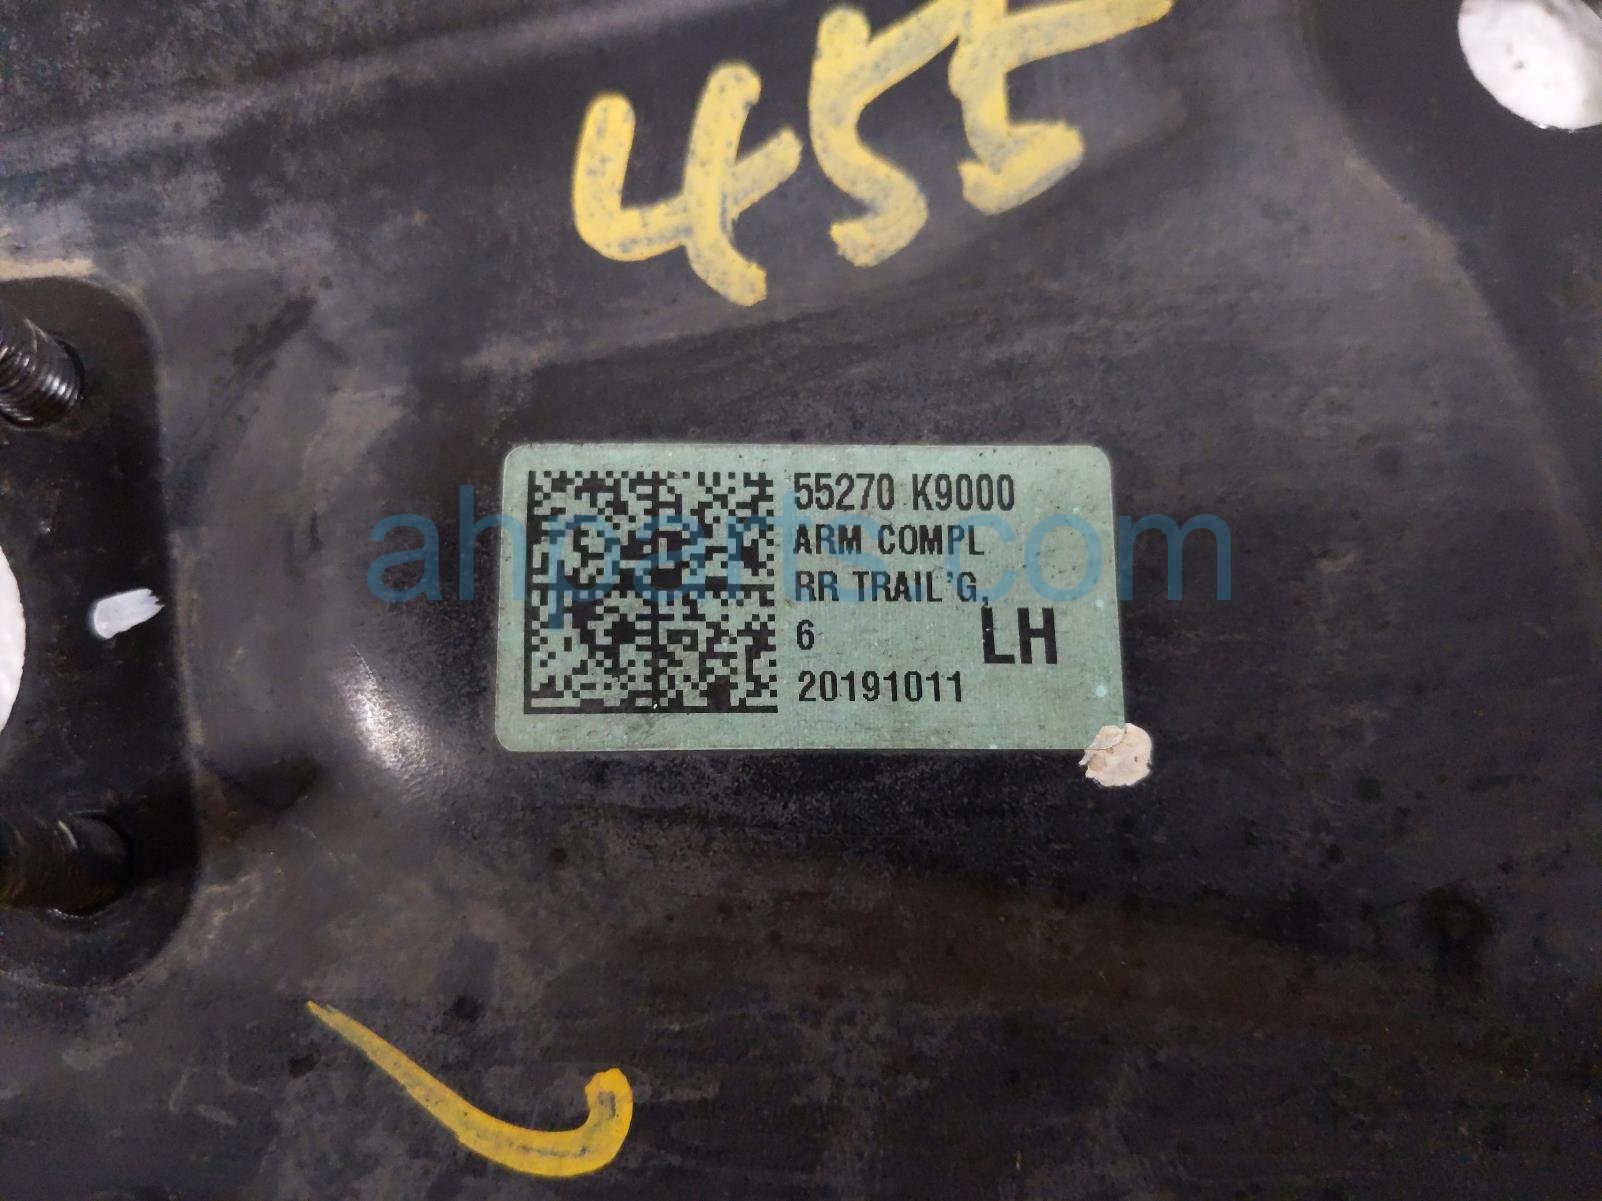 455
55270 K9000
ARM COMPL
RR TRAIL'G,
6 LH
20191011
ahparts.com